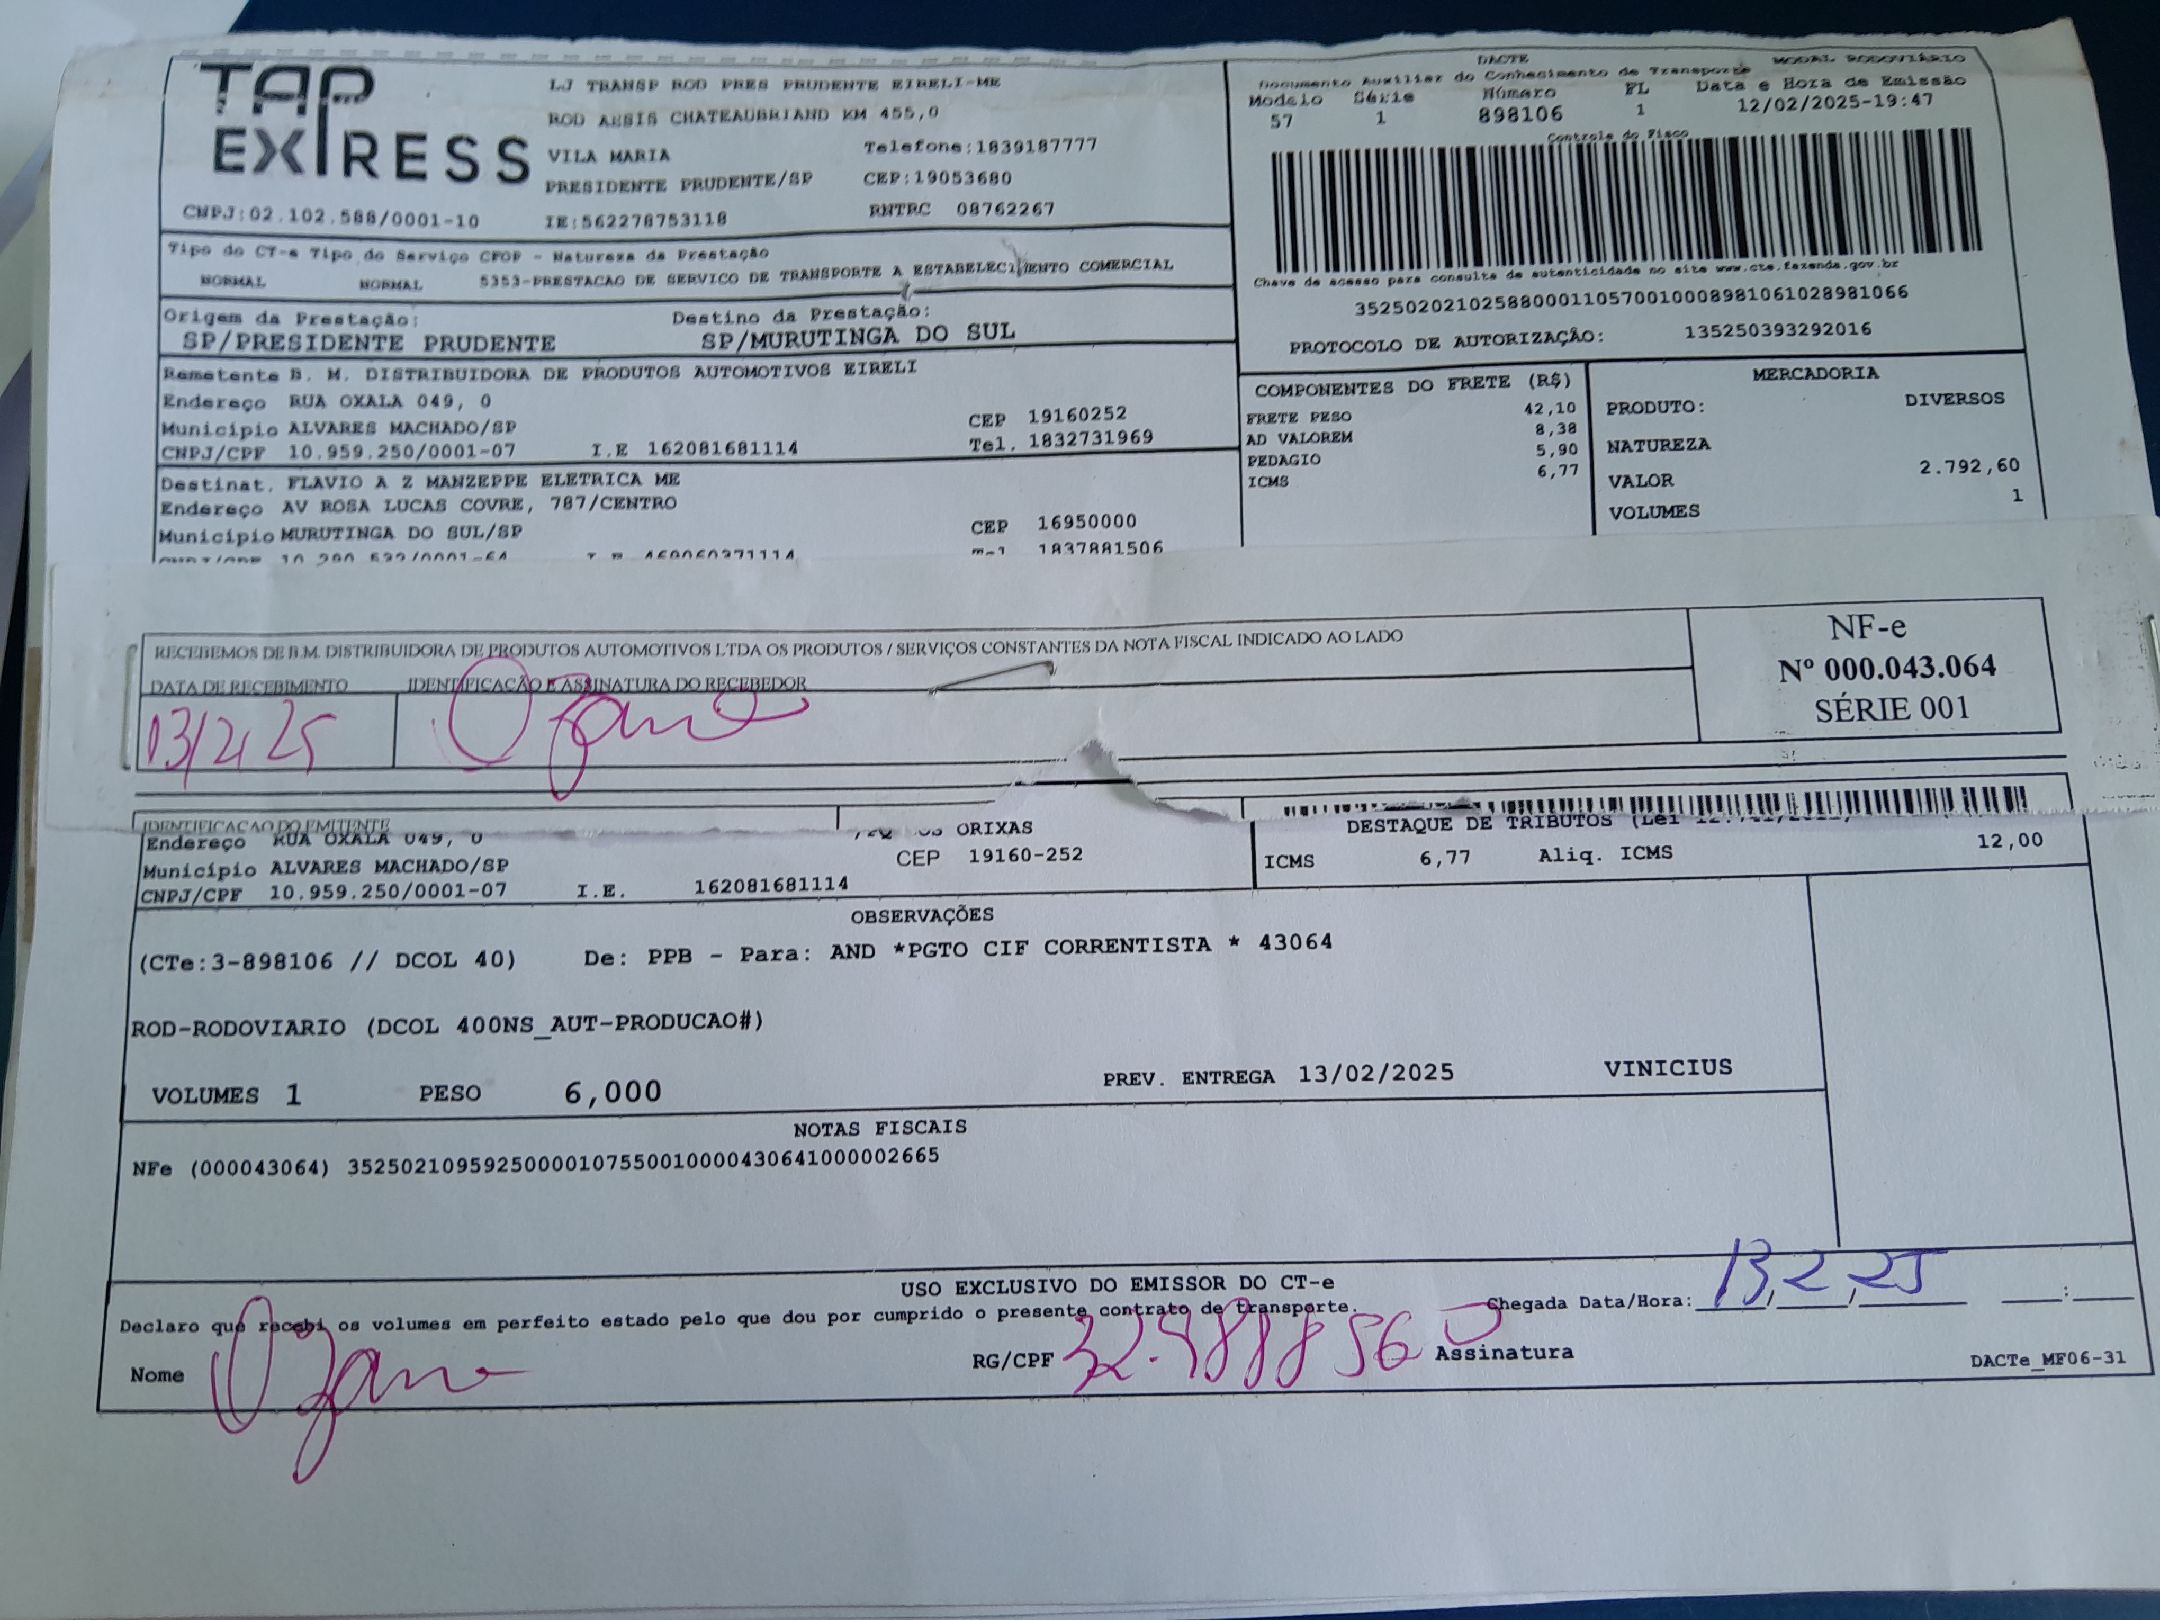 TAP EXPRESS
LJ TRANSP ROD PRES PRUDENTE EIRELI-ME
ROD ASSIS CHATEAUBRIAND KM 455,0
VILA MARIA Telefone:1839187777
PRESIDENTE PRUDENTE/SP CEP:19053680
CNPJ:02.102.588/0001-10 IE:562278753118 RNTRC 08762267
DACTE MODAL RODOVIÁRIO
Documento Auxiliar do Conhecimento de Transporte
Modelo Série Número FL Data e Hora de Emissão
57 1 898106 1 12/02/2025-19:47
Controle do Fisco
Chave de acesso para consulta de autenticidade no site www.cte.fazenda.gov.br
35250202102588000110570010008981061028981066
PROTOCOLO DE AUTORIZAÇÃO: 135250393292016
Tipo do CT-e Tipo do Serviço CFOP - Natureza da Prestação
NORMAL NORMAL 5353-PRESTACAO DE SERVICO DE TRANSPORTE A ESTABELECIMENTO COMERCIAL
Origem da Prestação: Destino da Prestação:
SP/PRESIDENTE PRUDENTE SP/MURUTINGA DO SUL
Remetente B. M. DISTRIBUIDORA DE PRODUTOS AUTOMOTIVOS EIRELI
Endereço RUA OXALA 049, 0
Município ALVARES MACHADO/SP CEP 19160252
CNPJ/CPF 10.959.250/0001-07 I.E 162081681114 Tel. 1832731969
Destinat. FLAVIO A Z MANZEPPE ELETRICA ME
Endereço AV ROSA LUCAS COVRE, 787/CENTRO
Município MURUTINGA DO SUL/SP CEP 16950000
1837881506
COMPONENTES DO FRETE (R$)
FRETE PESO 42,10
AD VALOREM 8,38
PEDAGIO 5,90
ICMS 6,77
MERCADORIA
PRODUTO: DIVERSOS
NATUREZA
VALOR 2.792,60
VOLUMES 1
RECEBEMOS DE B.M. DISTRIBUIDORA DE PRODUTOS AUTOMOTIVOS LTDA OS PRODUTOS / SERVIÇOS CONSTANTES DA NOTA FISCAL INDICADO AO LADO
DATA DE RECEBIMENTO IDENTIFICAÇÃO E ASSINATURA DO RECEBEDOR
13/2/25
NF-e
Nº 000.043.064
SÉRIE 001
IDENTIFICAÇÃO DO EMITENTE
Endereço RUA OXALA 049, 0 ORIXAS
Município ALVARES MACHADO/SP CEP 19160-252
CNPJ/CPF 10.959.250/0001-07 I.E. 162081681114
DESTAQUE DE TRIBUTOS (Lei
ICMS 6,77 Aliq. ICMS 12,00
OBSERVAÇÕES
(CTe:3-898106 // DCOL 40) De: PPB - Para: AND *PGTO CIF CORRENTISTA * 43064
ROD-RODOVIARIO (DCOL 400NS_AUT-PRODUCAO#)
VOLUMES 1 PESO 6,000 PREV. ENTREGA 13/02/2025 VINICIUS
NOTAS FISCAIS
NFe (000043064) 35250210959250000107550010000430641000002665
USO EXCLUSIVO DO EMISSOR DO CT-e
Declaro que recebi os volumes em perfeito estado pelo que dou por cumprido o presente contrato de transporte. Chegada Data/Hora: 13, 2, 25 :
Nome RG/CPF Assinatura DACTe_MF06-31